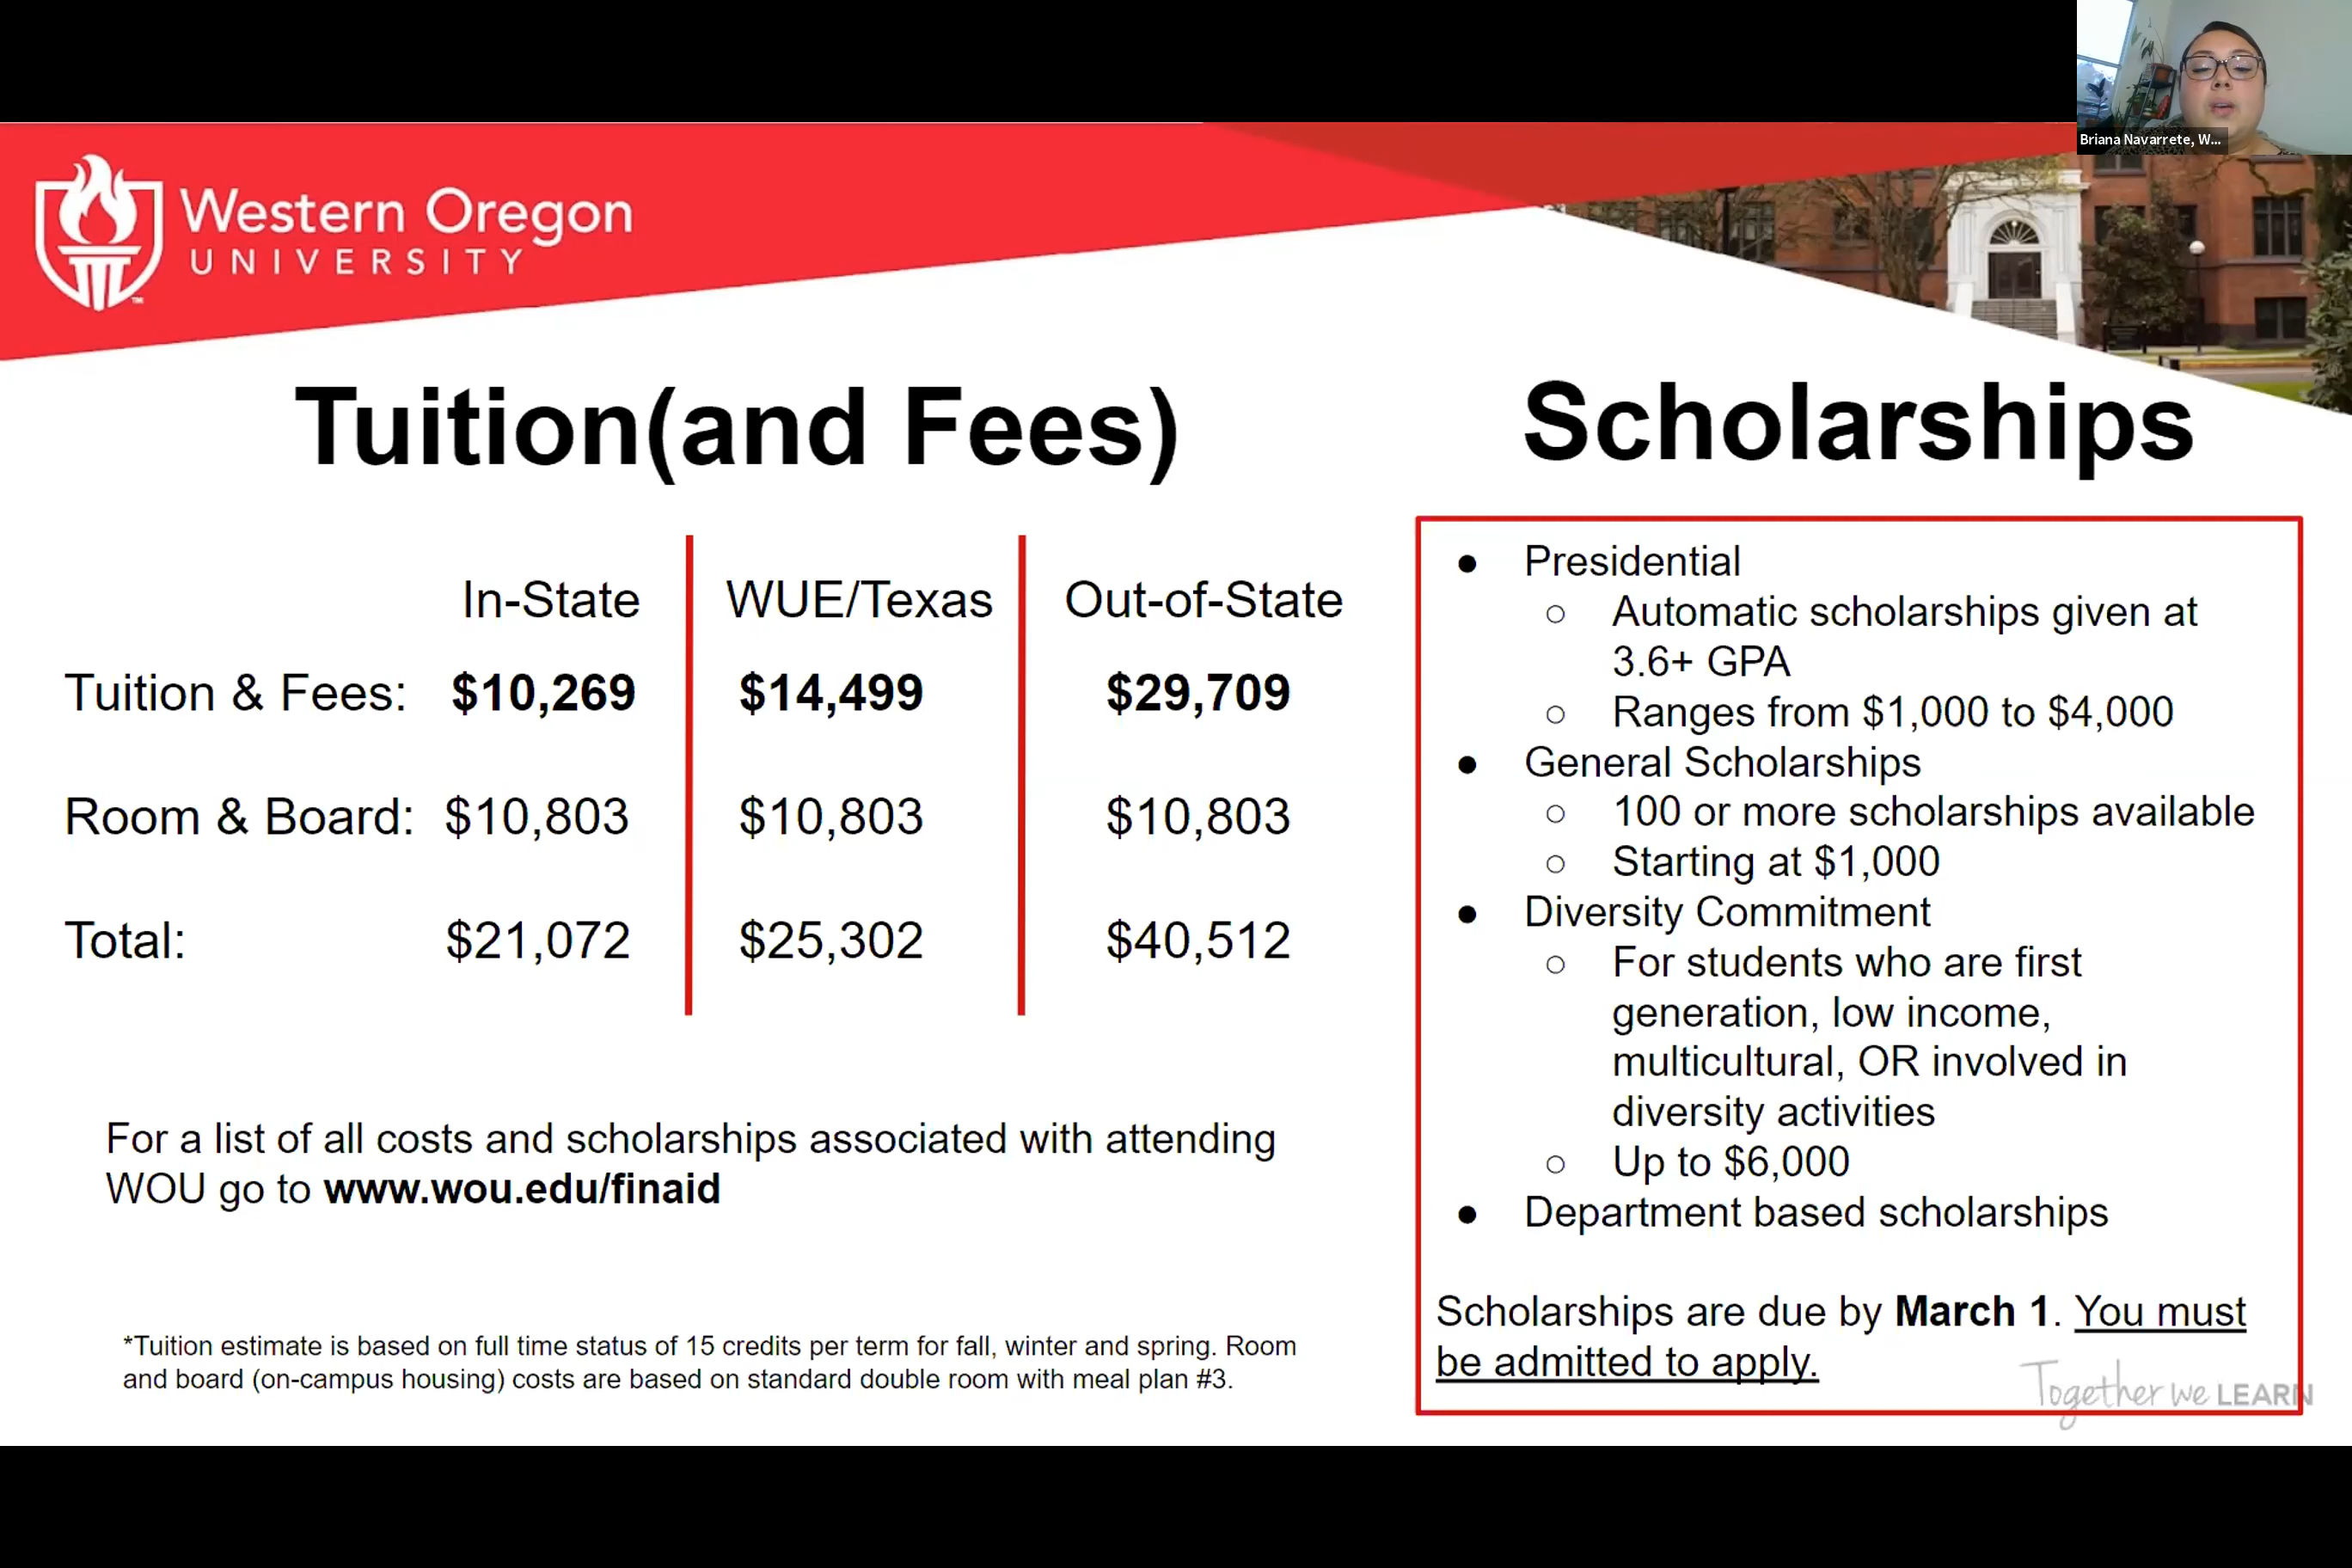 Briana Navarrete, W...
Western Oregon
UNIVERSITY
Tuition(and Fees)
In-State WUE/Texas Out-of-State
Tuition & Fees: $10,269 $14,499 $29,709
Room & Board: $10,803 $10,803 $10,803
Total: $21,072 $25,302 $40,512
For a list of all costs and scholarships associated with attending
WOU go to www.wou.edu/finaid
*Tuition estimate is based on full time status of 15 credits per term for fall, winter and spring. Room
and board (on-campus housing) costs are based on standard double room with meal plan #3.
Scholarships
● Presidential
○ Automatic scholarships given at
3.6+ GPA
○ Ranges from $1,000 to $4,000
● General Scholarships
○ 100 or more scholarships available
○ Starting at $1,000
● Diversity Commitment
○ For students who are first
generation, low income,
multicultural, OR involved in
diversity activities
○ Up to $6,000
● Department based scholarships
Scholarships are due by March 1. You must
be admitted to apply.
Together we LEARN